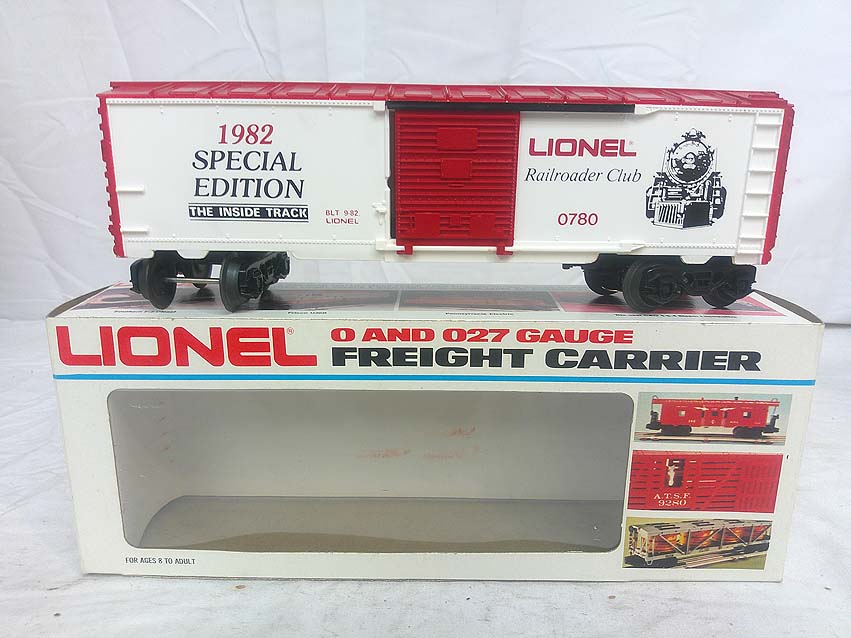 1982
SPECIAL
EDITION
THE INSIDE TRACK
BLT 9-82
LIONEL
LIONEL
Railroader Club
0780
LIONEL®
O AND 027 GAUGE
FREIGHT CARRIER
A.T.S.F.
9280
FOR AGES 8 TO ADULT